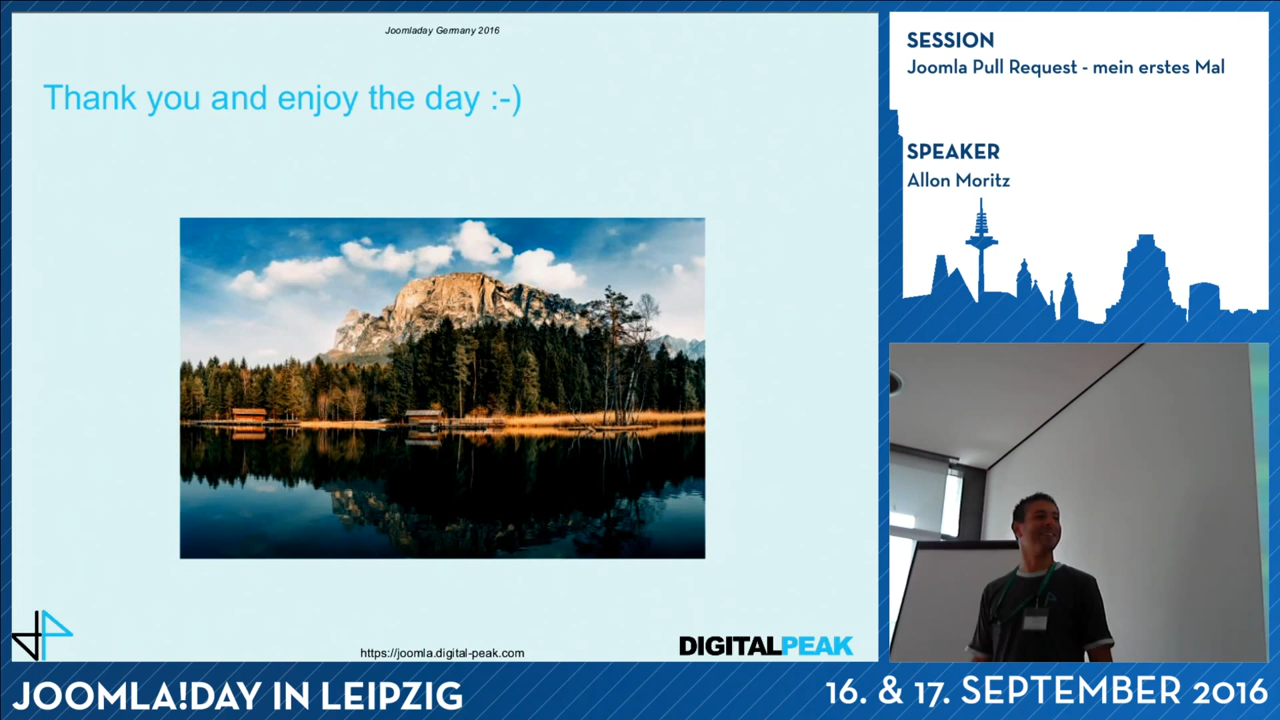 Joomladay Germany 2016
Thank you and enjoy the day :-)
https://joomla.digital-peak.com
DIGITALPEAK
SESSION
Joomla Pull Request - mein erstes Mal
SPEAKER
Allon Moritz
JOOMLA!DAY IN LEIPZIG
16. & 17. SEPTEMBER 2016